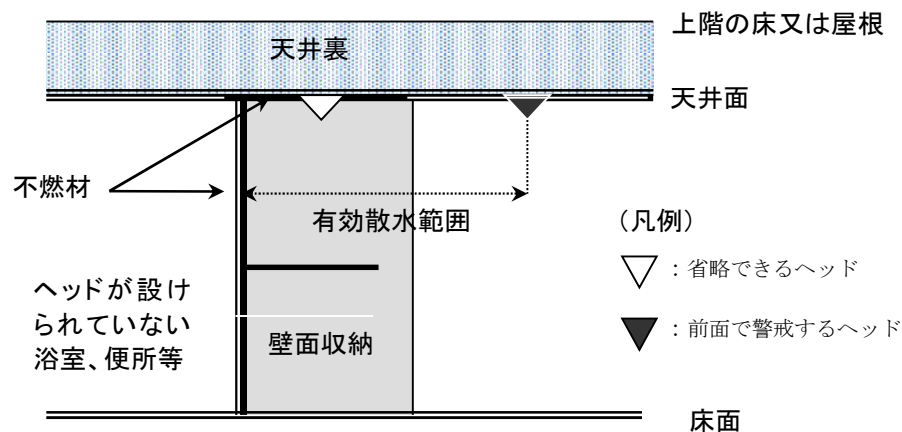 上階の床又は屋根
天井裏
天井面
不燃材
有効散水範囲
(凡例)
:省略できるヘッド
ヘッドが設け
られていない
浴室、便所等
壁面収納
:前面で警戒するヘッド
床面